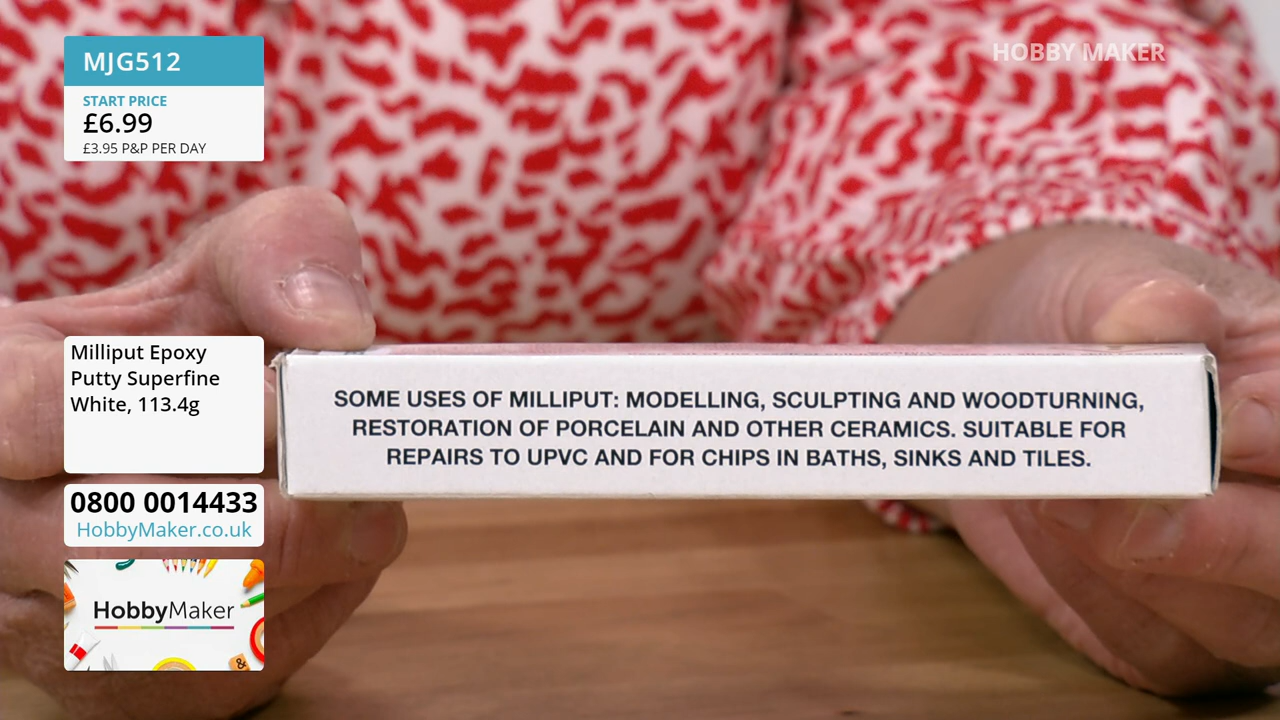 MJG512
START PRICE
£6.99
£3.95 P&P PER DAY
HOBBY MAKER
Milliput Epoxy
Putty Superfine
White, 113.4g
SOME USES OF MILLIPUT: MODELLING, SCULPTING AND WOODTURNING,
RESTORATION OF PORCELAIN AND OTHER CERAMICS. SUITABLE FOR
REPAIRS TO UPVC AND FOR CHIPS IN BATHS, SINKS AND TILES.
0800 0014433
HobbyMaker.co.uk
HobbyMaker
&